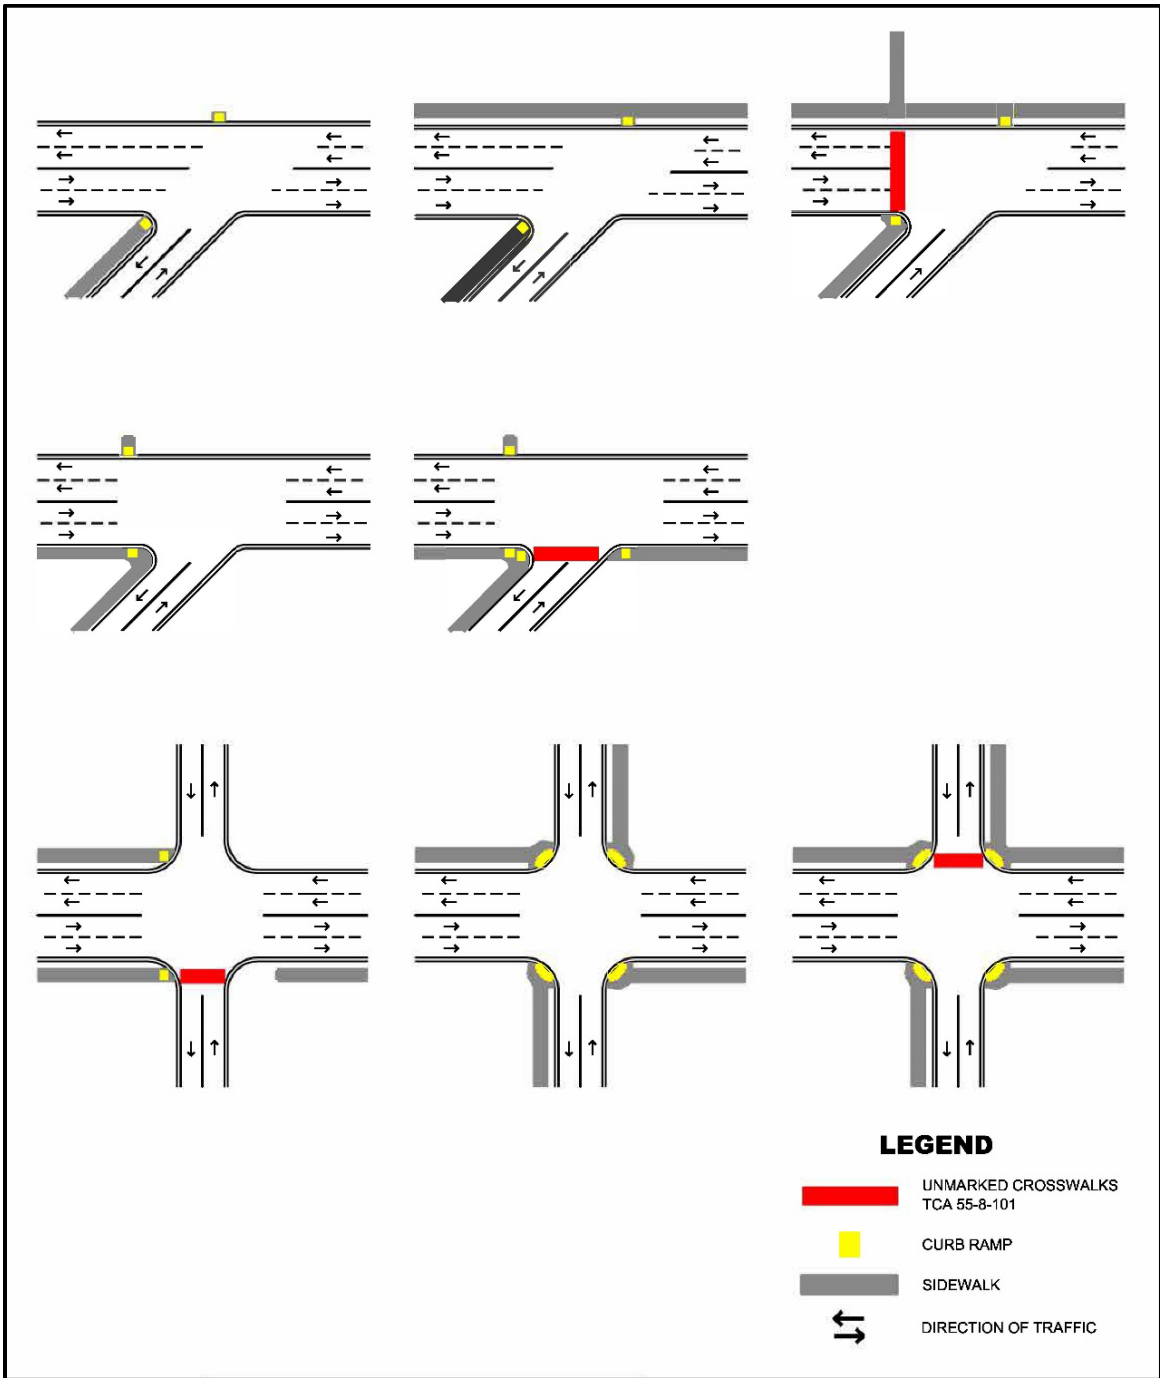 LEGEND
UNMARKED CROSSWALKS
TCA 55-8-101
CURB RAMP
SIDEWALK
DIRECTION OF TRAFFIC